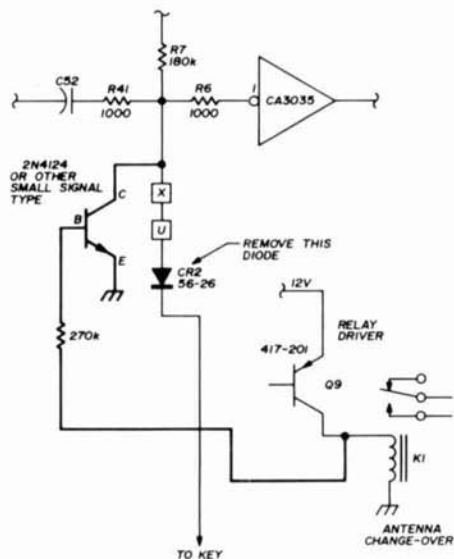 R7
180k
C52
R41
1000
R6
1000
1
CA3035
2N4124
OR OTHER
SMALL SIGNAL
TYPE
C
B
E
X
U
REMOVE THIS
DIODE
CR2
56-26
12V
RELAY
DRIVER
417-201
Q9
270k
K1
ANTENNA
CHANGE-OVER
TO KEY